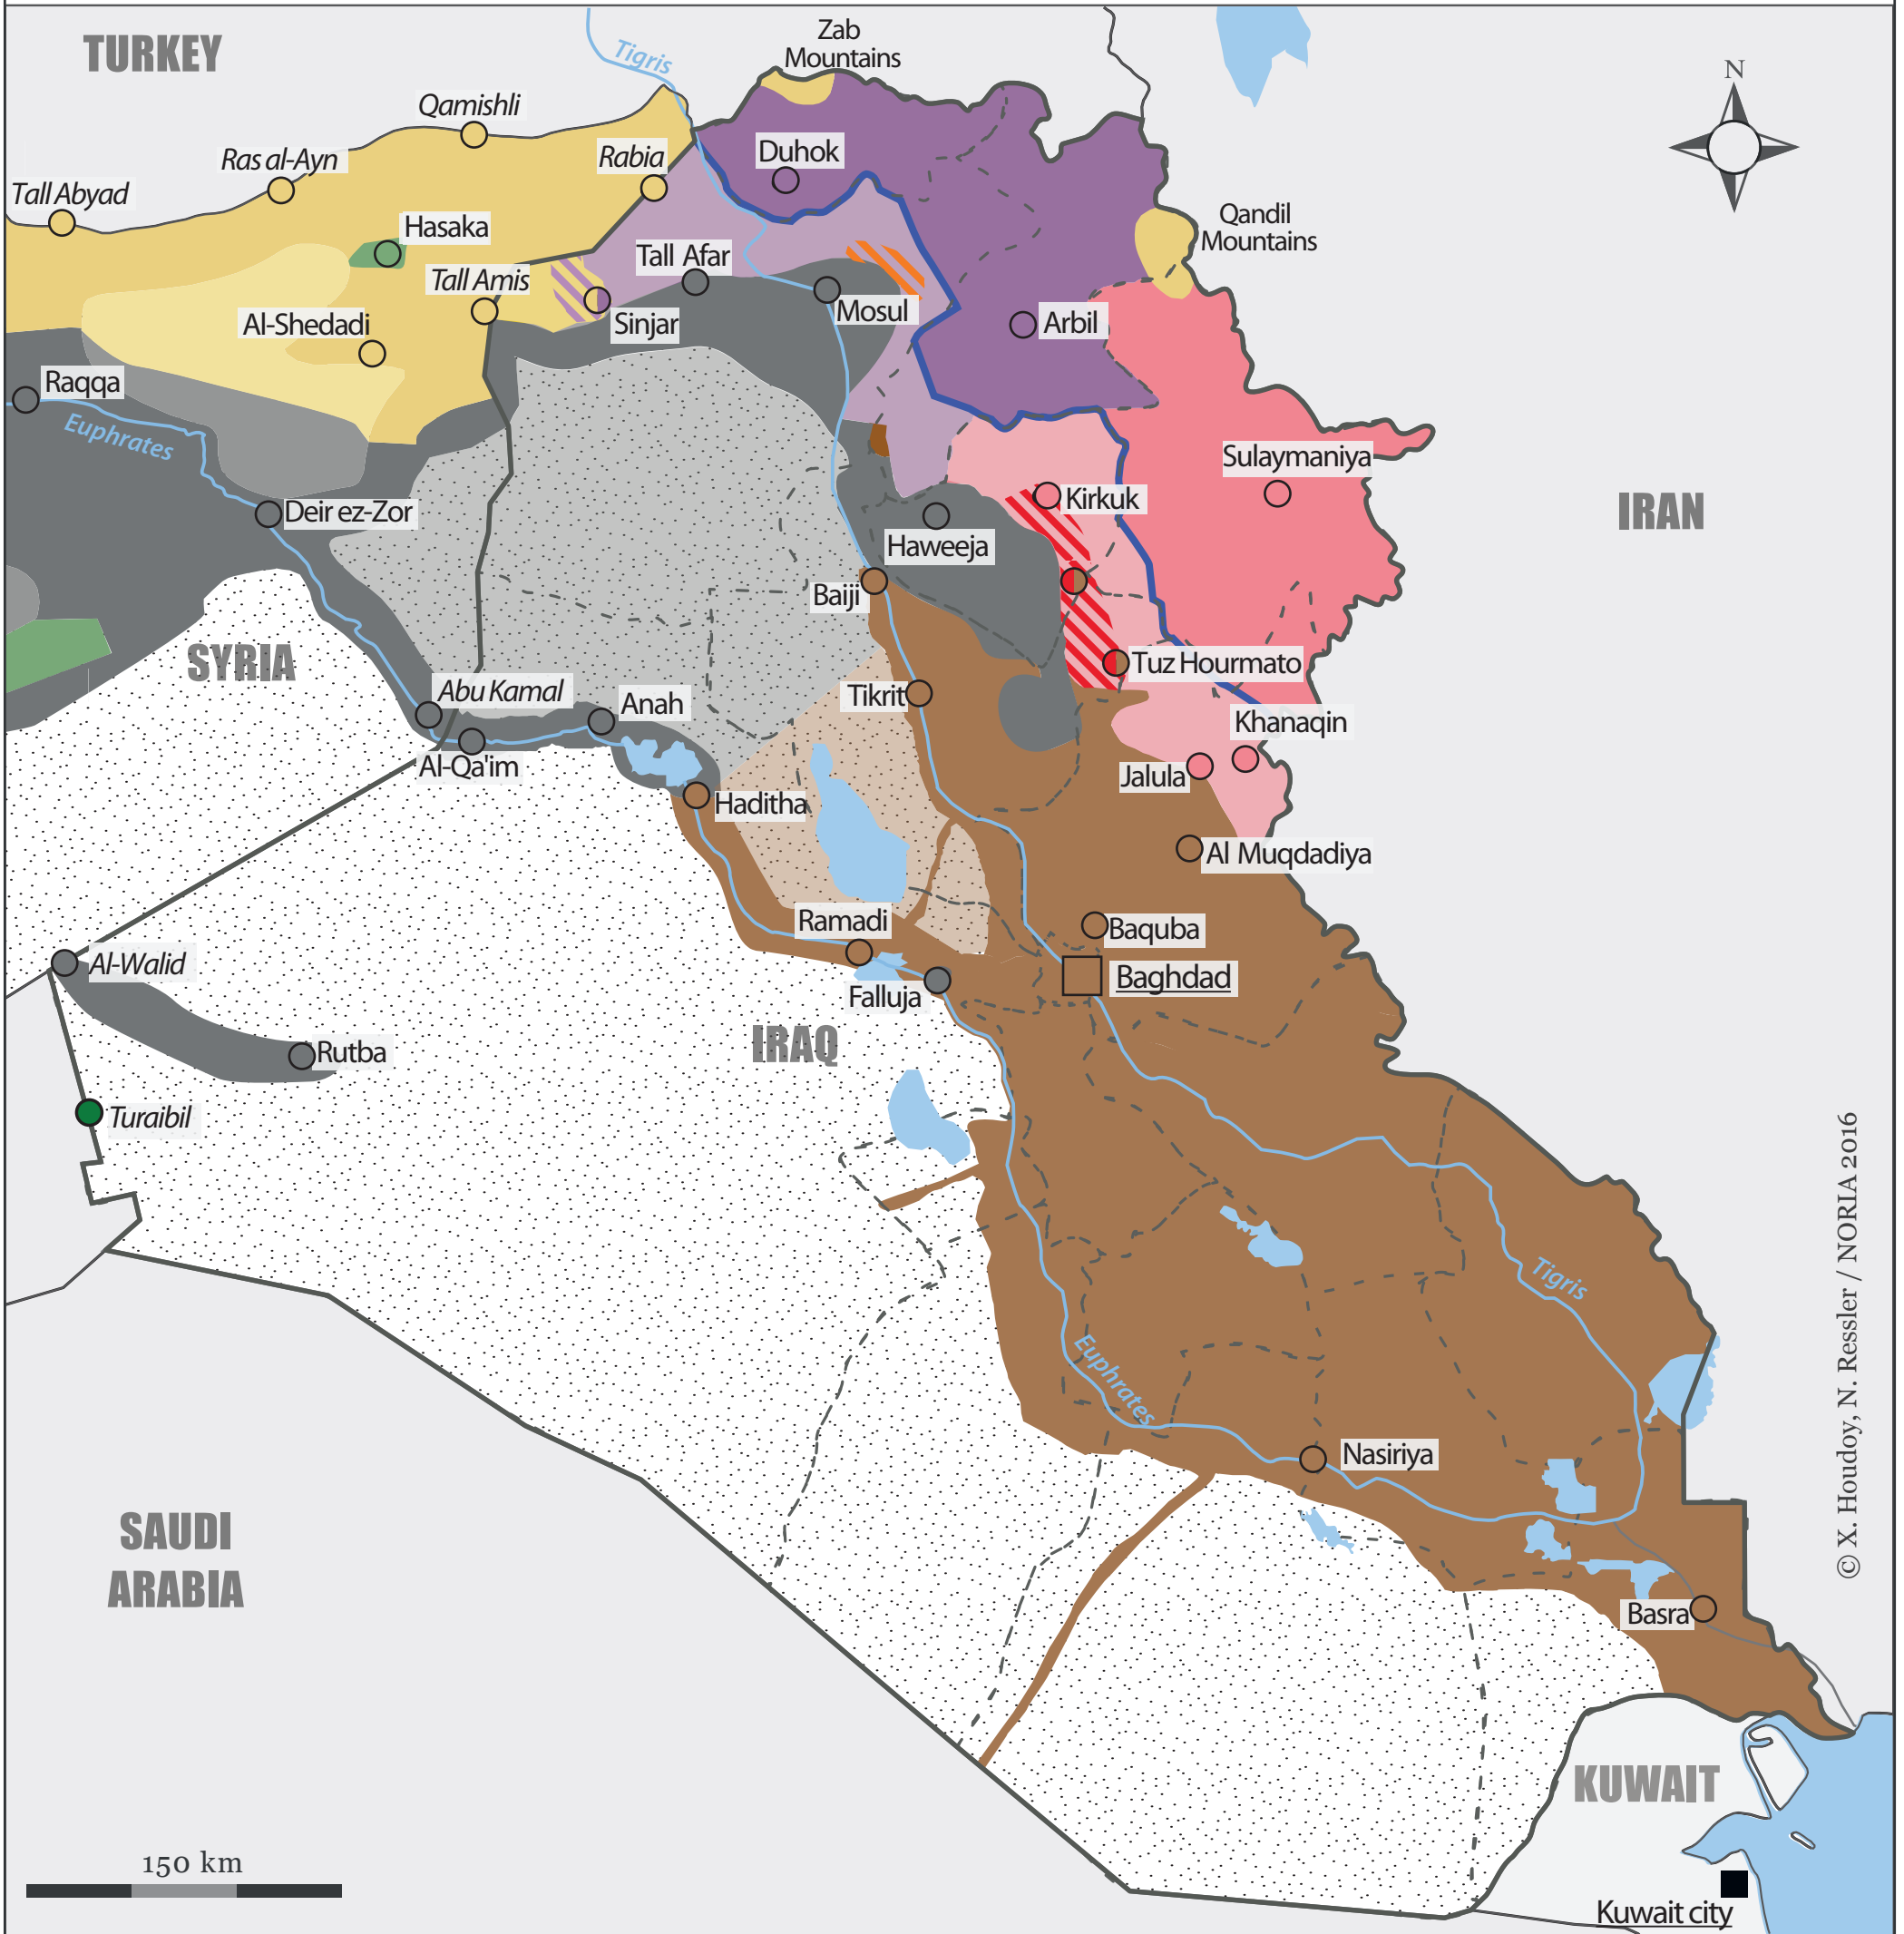 TURKEY
Tigris
Zab
Mountains
N
Qamishli
Ras al-Ayn
Rabia
Duhok
Tall Abyad
Hasaka
Qandil
Mountains
Tall Afar
Tall Amis
Al-Shedadi
Sinjar
Mosul
Arbil
Raqqa
Euphrates
Sulaymaniya
Kirkuk
IRAN
Deir ez-Zor
Haweeja
Baiji
SYRIA
Tuz Hourmato
Abu Kamal
Anah
Tikrit
Khanaqin
Al-Qa'im
Jalula
Haditha
Al Muqdadiya
Ramadi
Baquba
Al-Walid
Baghdad
Falluja
IRAQ
Rutba
Turaibil
Tigris
Euphrates
Nasiriya
SAUDI
ARABIA
Basra
KUWAIT
150 km
Kuwait city
© X. Houdoy, N. Ressler / NORIA 2016